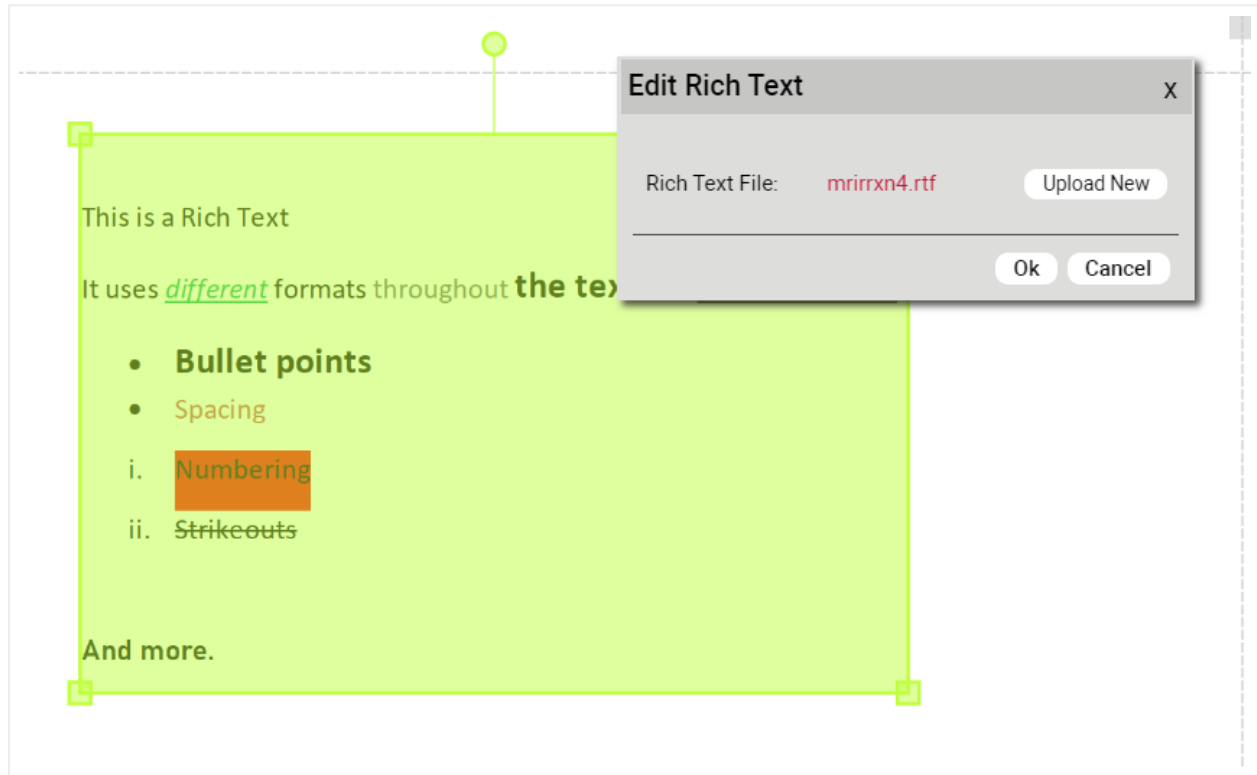 Edit Rich Text x
Rich Text File: mrirrxn4.rtf Upload New
Ok Cancel
This is a Rich Text
It uses different formats throughout the
• Bullet points
• Spacing
i. Numbering
ii. Strikeouts
And more.